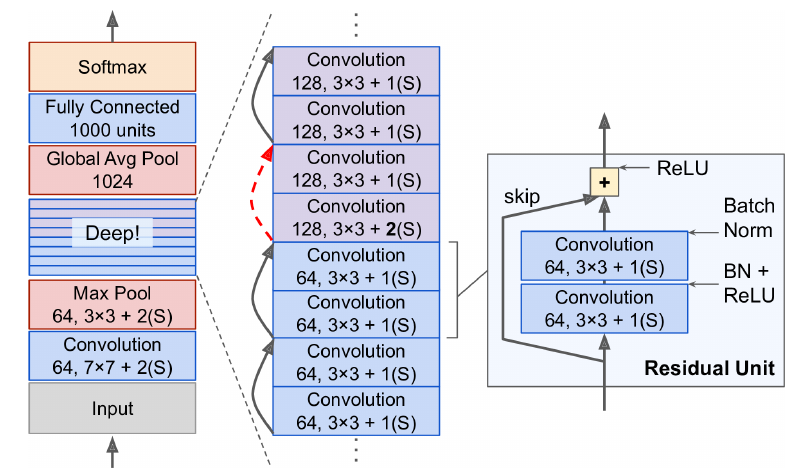 Softmax
Fully Connected
1000 units
Global Avg Pool
1024
Deep!
Max Pool
64, 3×3 + 2(S)
Convolution
64, 7×7 + 2(S)
Input
Convolution
128, 3×3 + 1(S)
Convolution
128, 3×3 + 1(S)
Convolution
128, 3×3 + 1(S)
Convolution
128, 3×3 + 2(S)
Convolution
64, 3×3 + 1(S)
Convolution
64, 3×3 + 1(S)
Convolution
64, 3×3 + 1(S)
Convolution
64, 3×3 + 1(S)
+
ReLU
skip
Batch
Norm
Convolution
64, 3×3 + 1(S)
BN +
ReLU
Convolution
64, 3×3 + 1(S)
Residual Unit